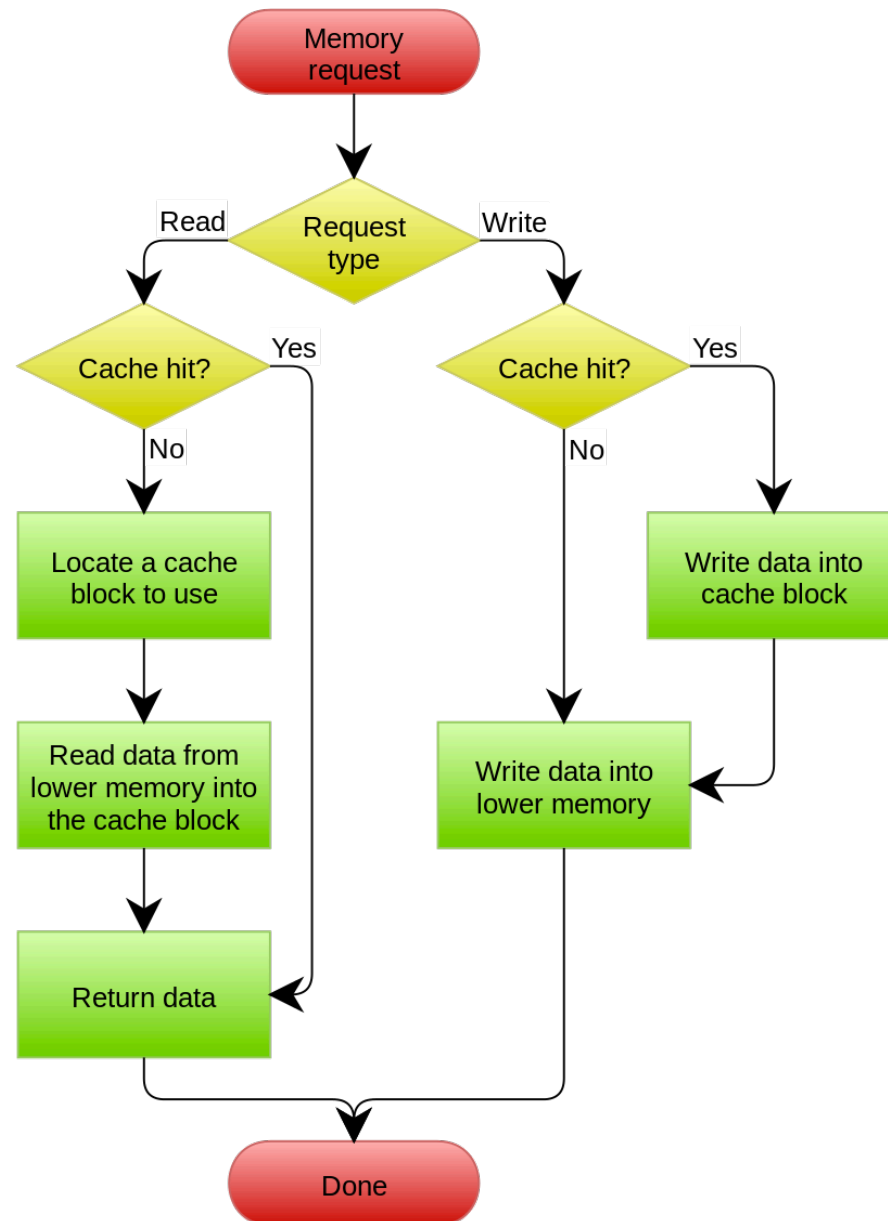 Memory
request
Request
type
Read
Write
Cache hit?
Yes
No
Cache hit?
Yes
No
Locate a cache
block to use
Write data into
cache block
Read data from
lower memory into
the cache block
Write data into
lower memory
Return data
Done